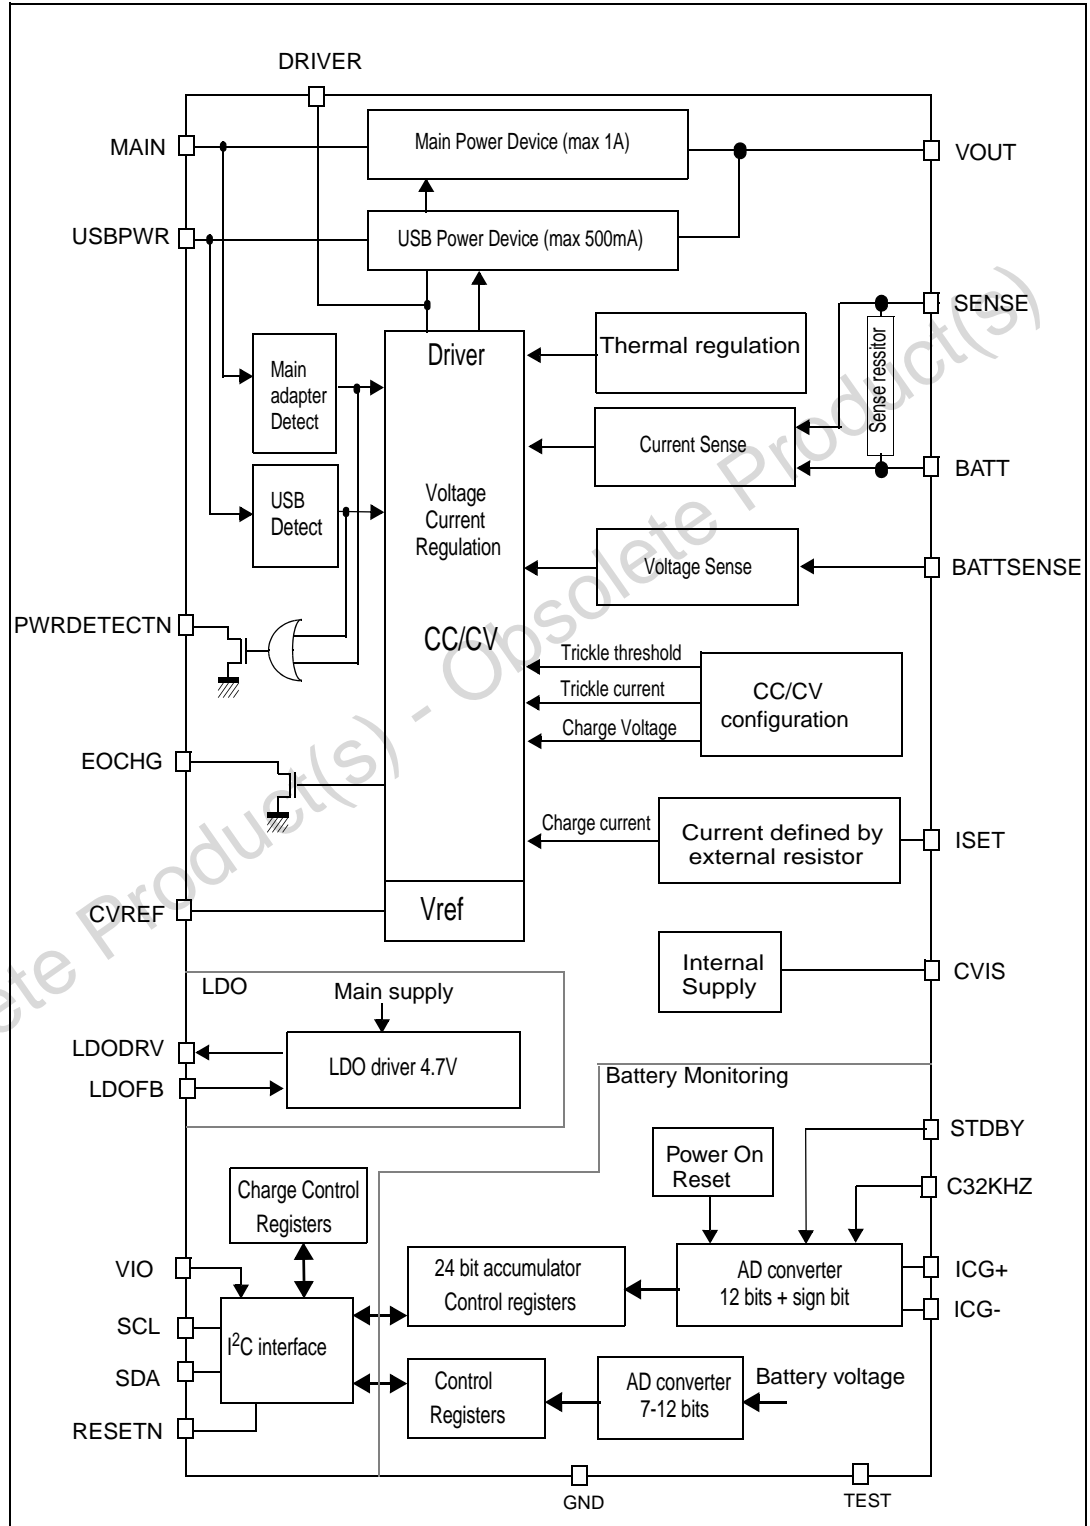 DRIVER
MAIN
Main Power Device (max 1A)
VOUT
USBPWR
USB Power Device (max 500mA)
SENSE
Driver
Thermal regulation
Sense ressitor
Main
adapter
Detect
Current Sense
BATT
USB
Detect
Voltage
Current
Regulation
Voltage Sense
BATTSENSE
PWRDETECTN
CC/CV
Trickle threshold
Trickle current
Charge Voltage
CC/CV
configuration
EOCHG
Charge current
Current defined by
external resistor
ISET
CVREF
Vref
Internal
Supply
CVIS
LDO
Main supply
LDODRV
LDOFB
LDO driver 4.7V
Battery Monitoring
STDBY
Power On
Reset
C32KHZ
Charge Control
Registers
VIO
24 bit accumulator
Control registers
AD converter
12 bits + sign bit
ICG+
ICG-
SCL
I2C interface
SDA
Control
Registers
AD converter
7-12 bits
Battery voltage
RESETN
GND
TEST
ete Product(s) - Obsolete Product(s)